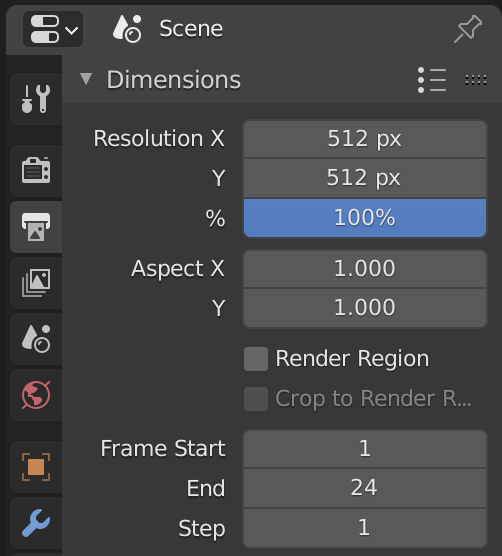 Scene
Dimensions
Resolution X 512 px
Y 512 px
% 100%
Aspect X 1.000
Y 1.000
Render Region
Crop to Render R...
Frame Start 1
End 24
Step 1